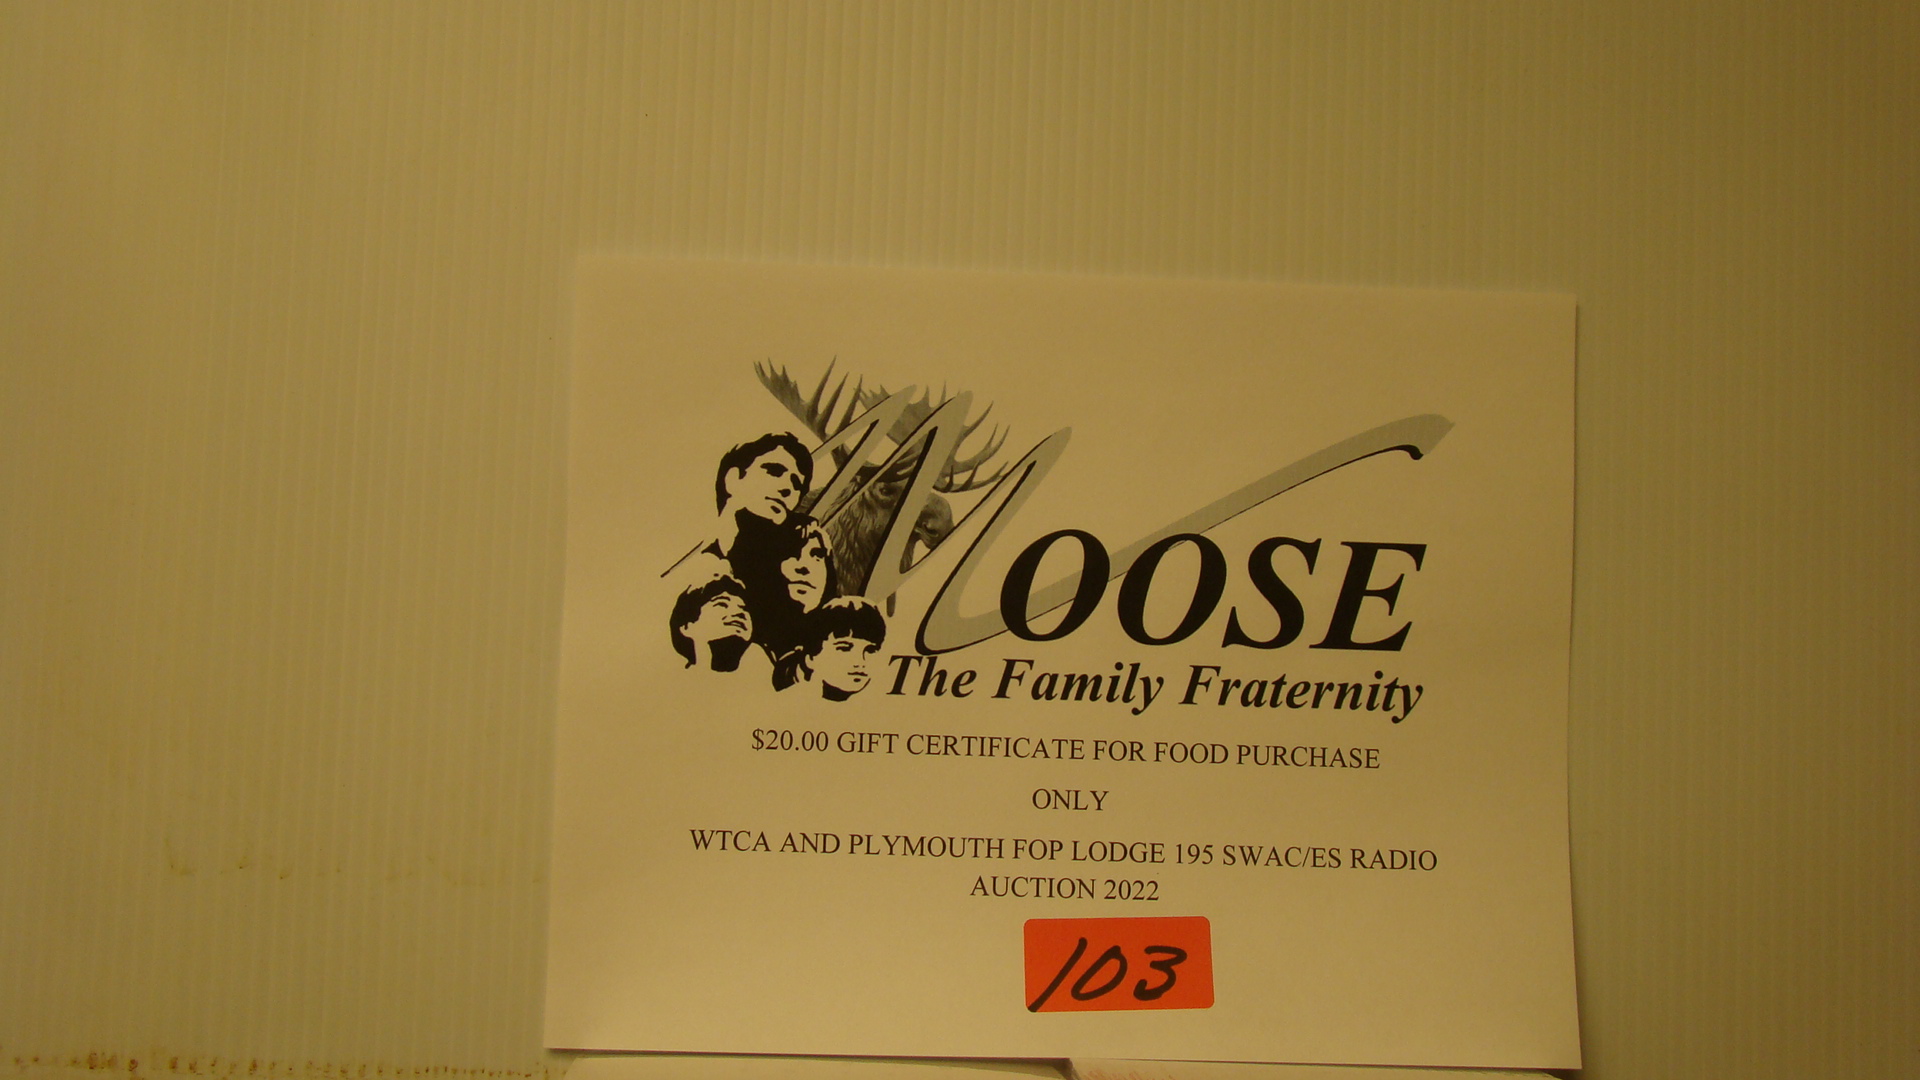 MOOSE
The Family Fraternity
$20.00 GIFT CERTIFICATE FOR FOOD PURCHASE
ONLY
WTCA AND PLYMOUTH FOP LODGE 195 SWAC/ES RADIO
AUCTION 2022
103